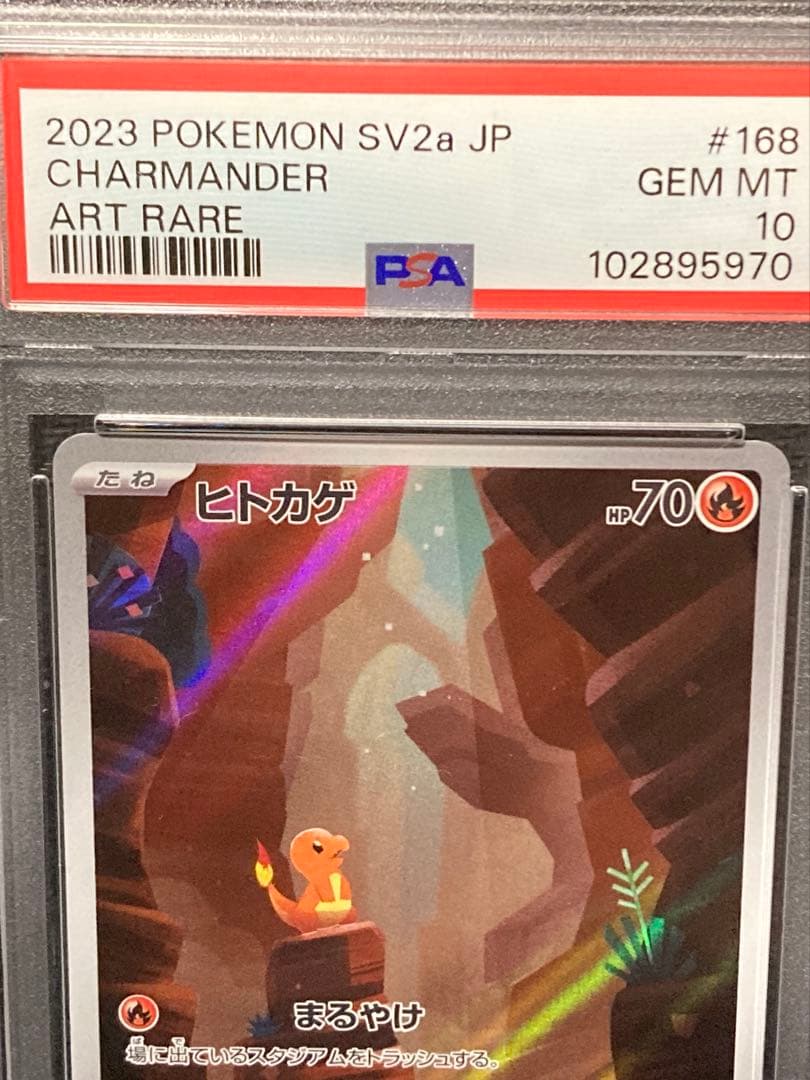 2023 POKEMON SV2a JP #168
CHARMANDER GEM MT
ART RARE 10
PSA 102895970
たね
ヒトカゲ HP70
まるやけ
場に出ているスタジアムをトラッシュする。